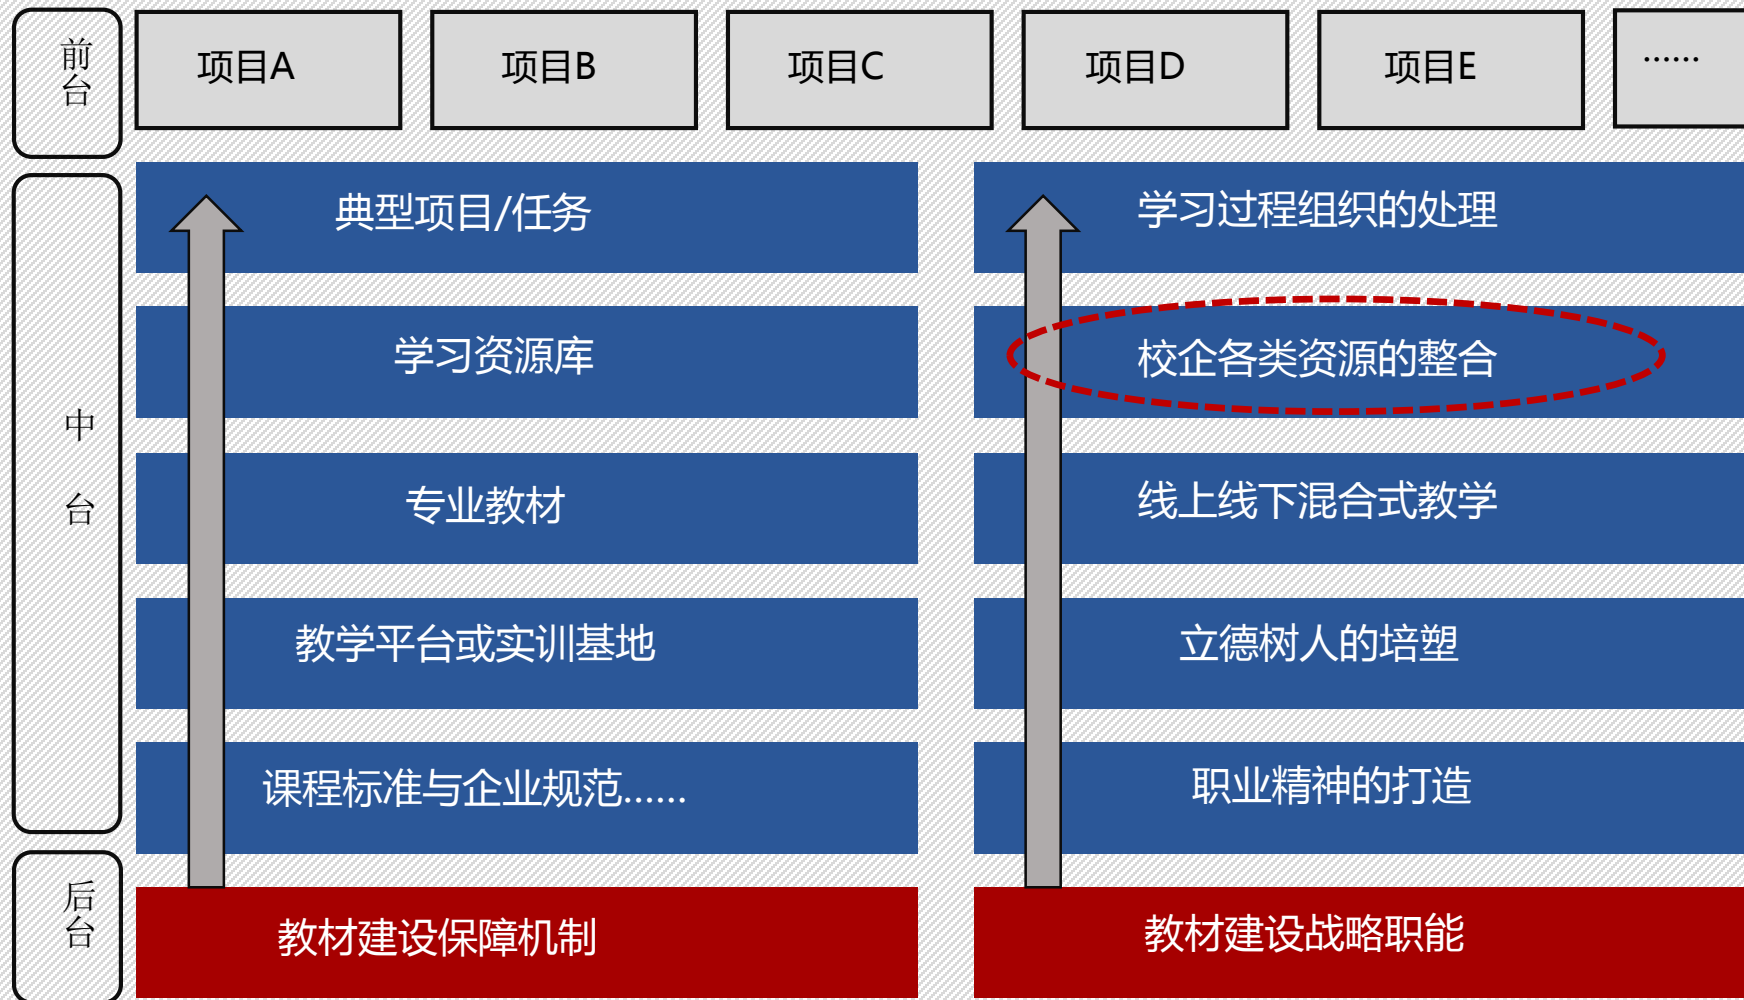 前台
项目A
项目B
项目C
项目D
项目E
……
中台
典型项目/任务
学习过程组织的处理
学习资源库
校企各类资源的整合
专业教材
线上线下混合式教学
教学平台或实训基地
立德树人的培塑
课程标准与企业规范……
职业精神的打造
后台
教材建设保障机制
教材建设战略职能